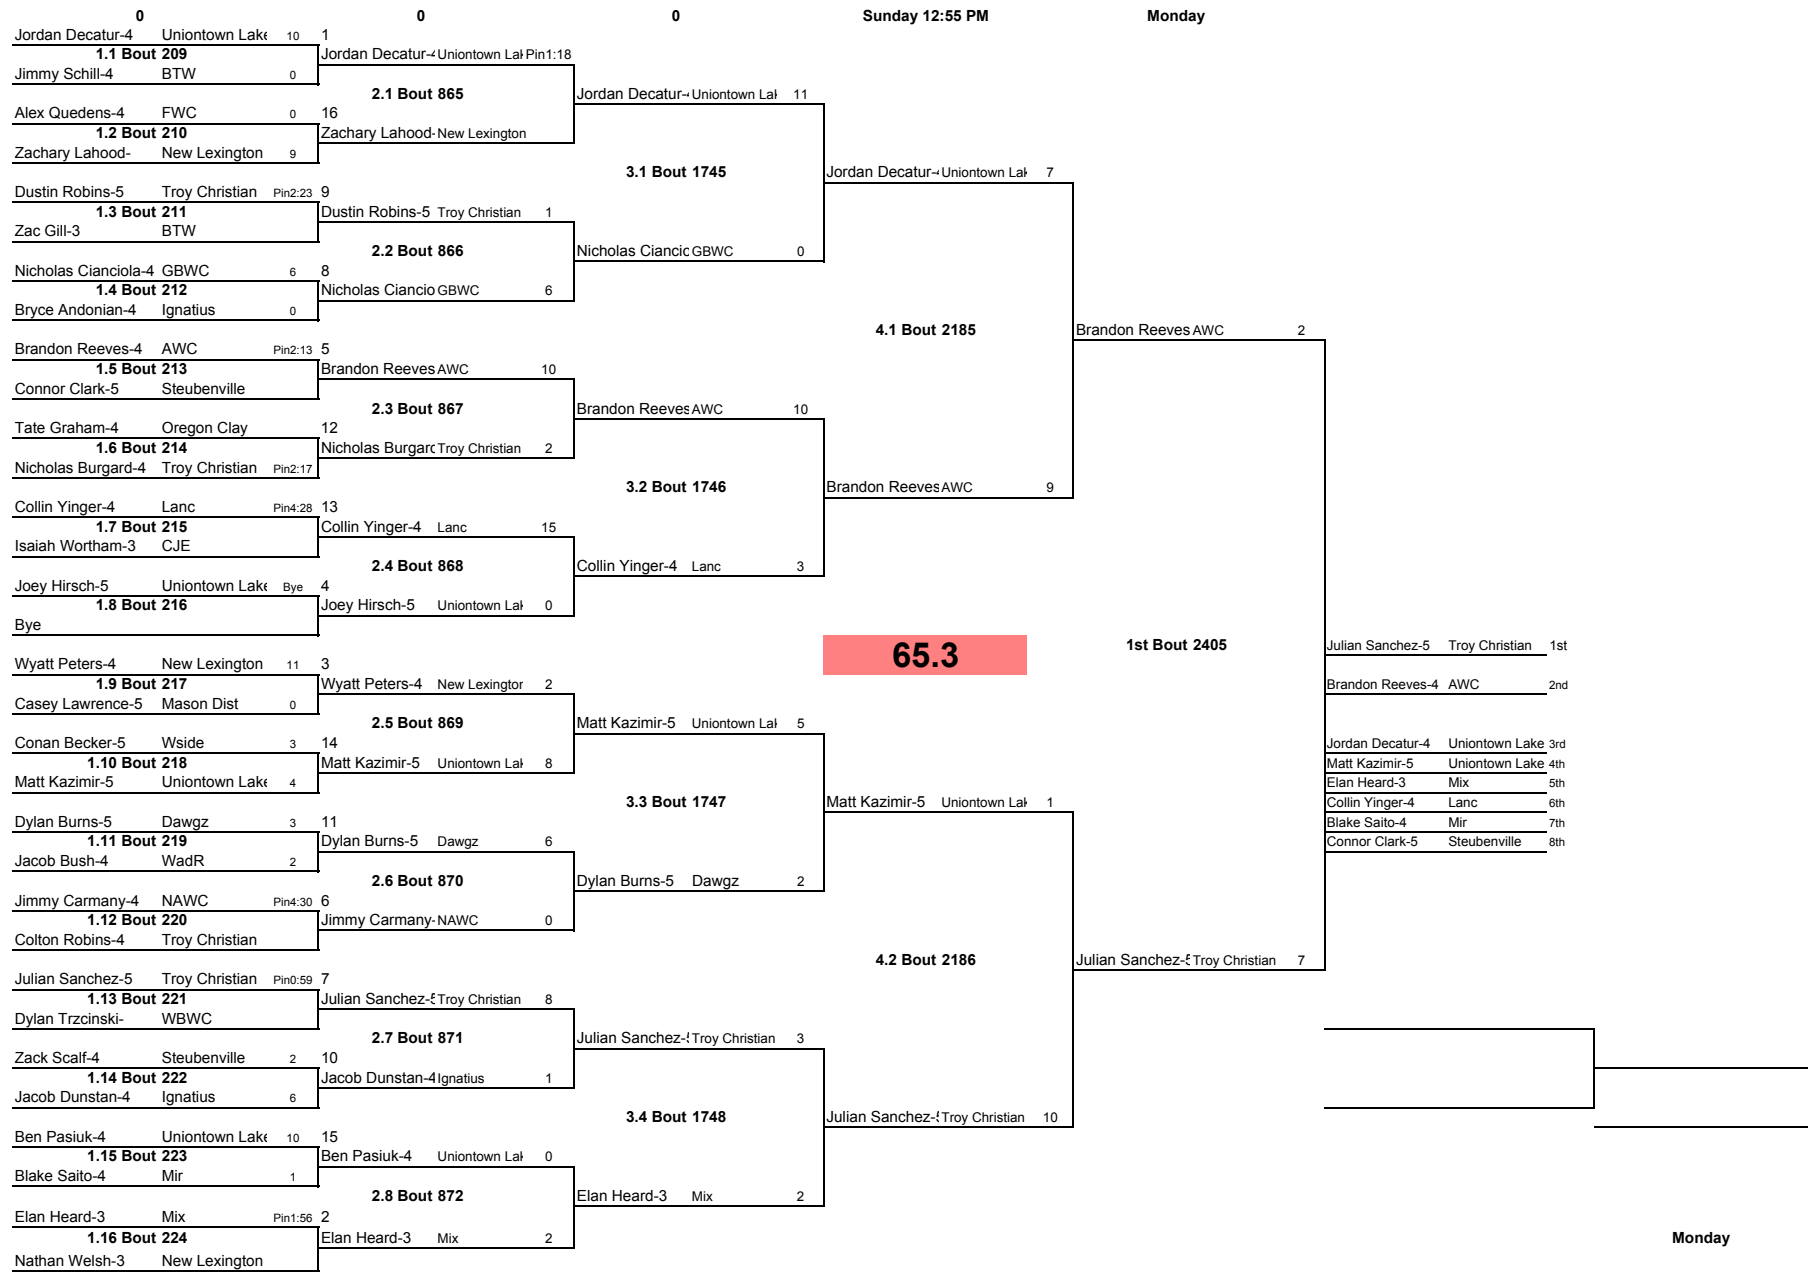 0 0 0 Sunday 12:55 PM Monday
Jordan Decatur-4 Uniontown Lake 10 1
1.1 Bout 209 Jordan Decatur-4 Uniontown Lak Pin1:18
Jimmy Schill-4 BTW 0
2.1 Bout 865 Jordan Decatur-4 Uniontown Lak 11
Alex Quedens-4 FWC 0 16
1.2 Bout 210 Zachary Lahood- New Lexington
Zachary Lahood- New Lexington 9
3.1 Bout 1745 Jordan Decatur-4 Uniontown Lak 7
Dustin Robins-5 Troy Christian Pin2:23 9
1.3 Bout 211 Dustin Robins-5 Troy Christian 1
Zac Gill-3 BTW
2.2 Bout 866 Nicholas Ciancio GBWC 0
Nicholas Cianciola-4 GBWC 6 8
1.4 Bout 212 Nicholas Ciancio GBWC 6
Bryce Andonian-4 Ignatius 0
4.1 Bout 2185 Brandon Reeves AWC 2
Brandon Reeves-4 AWC Pin2:13 5
1.5 Bout 213 Brandon Reeves AWC 10
Connor Clark-5 Steubenville
2.3 Bout 867 Brandon Reeves AWC 10
Tate Graham-4 Oregon Clay 12
1.6 Bout 214 Nicholas Burgard Troy Christian 2
Nicholas Burgard-4 Troy Christian Pin2:17
3.2 Bout 1746 Brandon Reeves AWC 9
Collin Yinger-4 Lanc Pin4:28 13
1.7 Bout 215 Collin Yinger-4 Lanc 15
Isaiah Wortham-3 CJE
2.4 Bout 868 Collin Yinger-4 Lanc 3
Joey Hirsch-5 Uniontown Lake Bye 4
1.8 Bout 216 Joey Hirsch-5 Uniontown Lak 0
Bye
65.3 1st Bout 2405 Julian Sanchez-5 Troy Christian 1st
Wyatt Peters-4 New Lexington 11 3
1.9 Bout 217 Wyatt Peters-4 New Lexington 2 Brandon Reeves-4 AWC 2nd
Casey Lawrence-5 Mason Dist 0
2.5 Bout 869 Matt Kazimir-5 Uniontown Lak 5
Conan Becker-5 Wside 3 14 Jordan Decatur-4 Uniontown Lake 3rd
1.10 Bout 218 Matt Kazimir-5 Uniontown Lak 8 Matt Kazimir-5 Uniontown Lake 4th
Matt Kazimir-5 Uniontown Lake 4 Elan Heard-3 Mix 5th
3.3 Bout 1747 Matt Kazimir-5 Uniontown Lak 1 Collin Yinger-4 Lanc 6th
Dylan Burns-5 Dawgz 3 11 Blake Saito-4 Mir 7th
1.11 Bout 219 Dylan Burns-5 Dawgz 6 Connor Clark-5 Steubenville 8th
Jacob Bush-4 WadR 2
2.6 Bout 870 Dylan Burns-5 Dawgz 2
Jimmy Carmany-4 NAWC Pin4:30 6
1.12 Bout 220 Jimmy Carmany- NAWC 0
Colton Robins-4 Troy Christian
4.2 Bout 2186 Julian Sanchez-5 Troy Christian 7
Julian Sanchez-5 Troy Christian Pin0:59 7
1.13 Bout 221 Julian Sanchez-5 Troy Christian 8
Dylan Trzcinski- WBWC
2.7 Bout 871 Julian Sanchez-5 Troy Christian 3
Zack Scalf-4 Steubenville 2 10
1.14 Bout 222 Jacob Dunstan-4 Ignatius 1
Jacob Dunstan-4 Ignatius 6
3.4 Bout 1748 Julian Sanchez-5 Troy Christian 10
Ben Pasiuk-4 Uniontown Lake 10 15
1.15 Bout 223 Ben Pasiuk-4 Uniontown Lak 0
Blake Saito-4 Mir 1
2.8 Bout 872 Elan Heard-3 Mix 2
Elan Heard-3 Mix Pin1:56 2
1.16 Bout 224 Elan Heard-3 Mix 2 Monday
Nathan Welsh-3 New Lexington